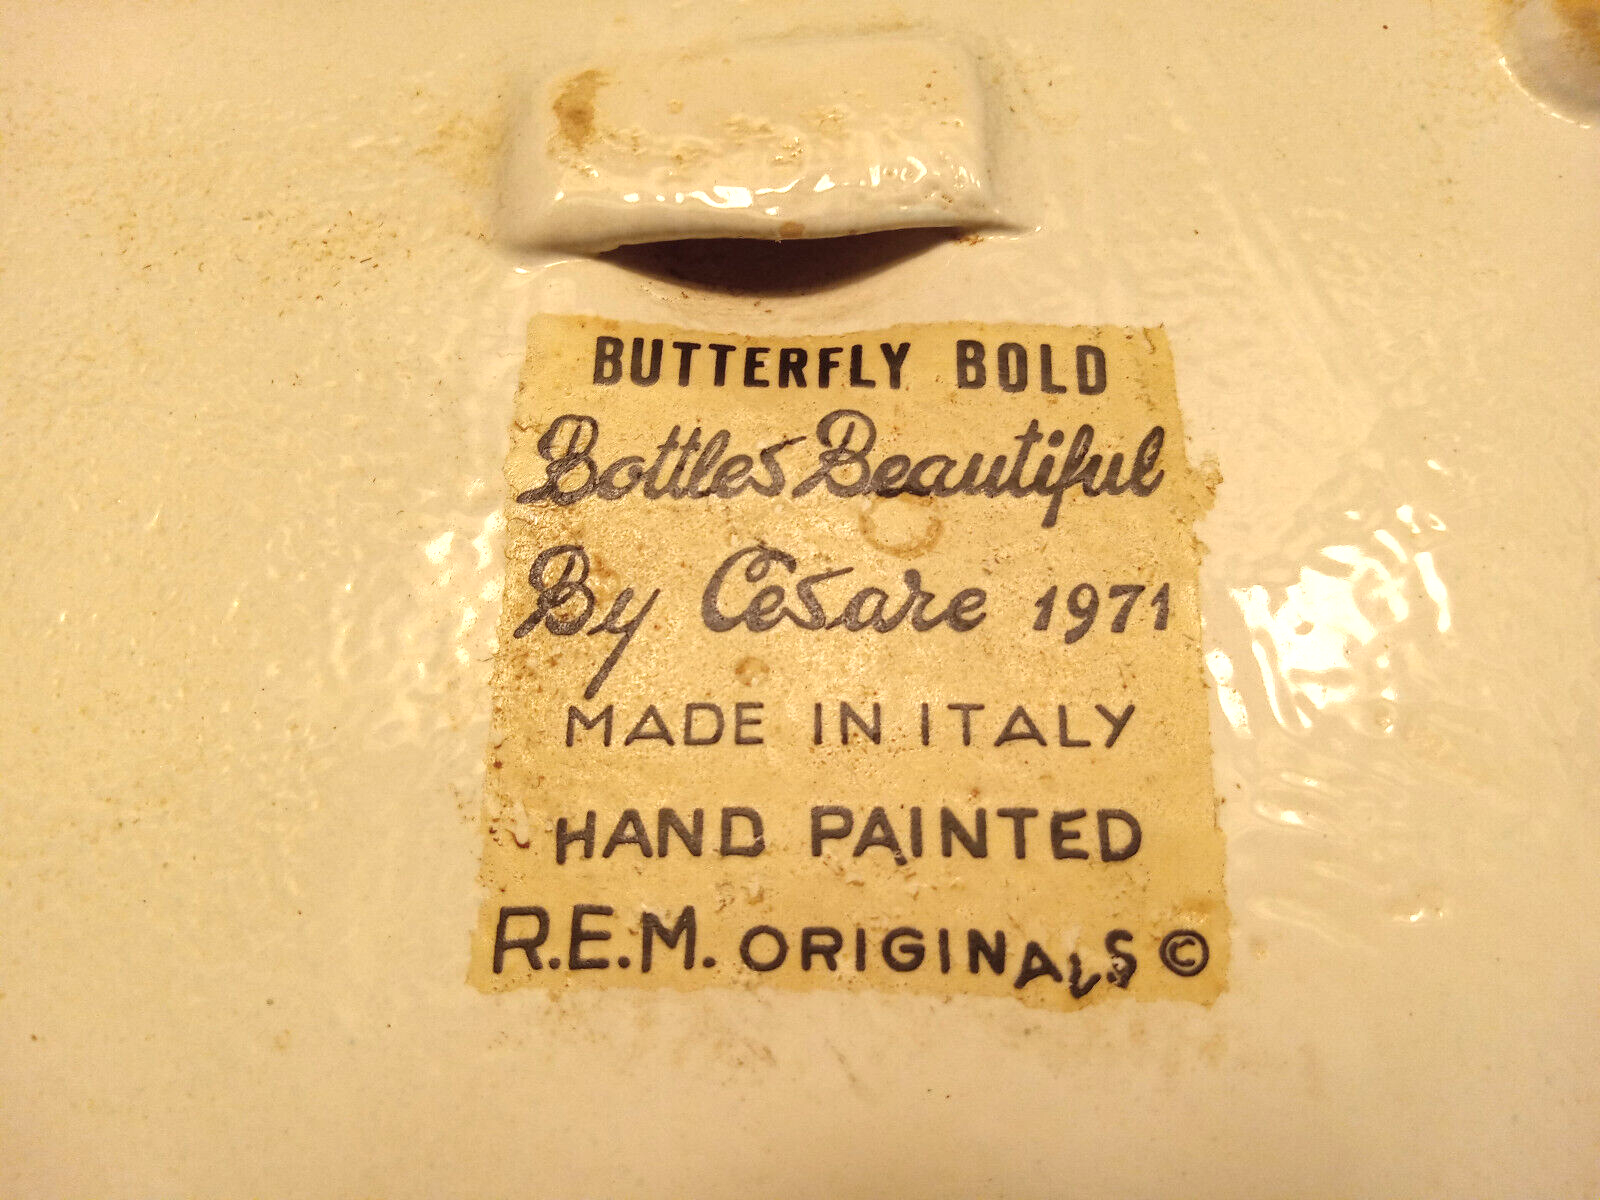 BUTTERFLY BOLD
Bottles Beautiful
By Cesare 1971
MADE IN ITALY
HAND PAINTED
R.E.M. ORIGINALS ©